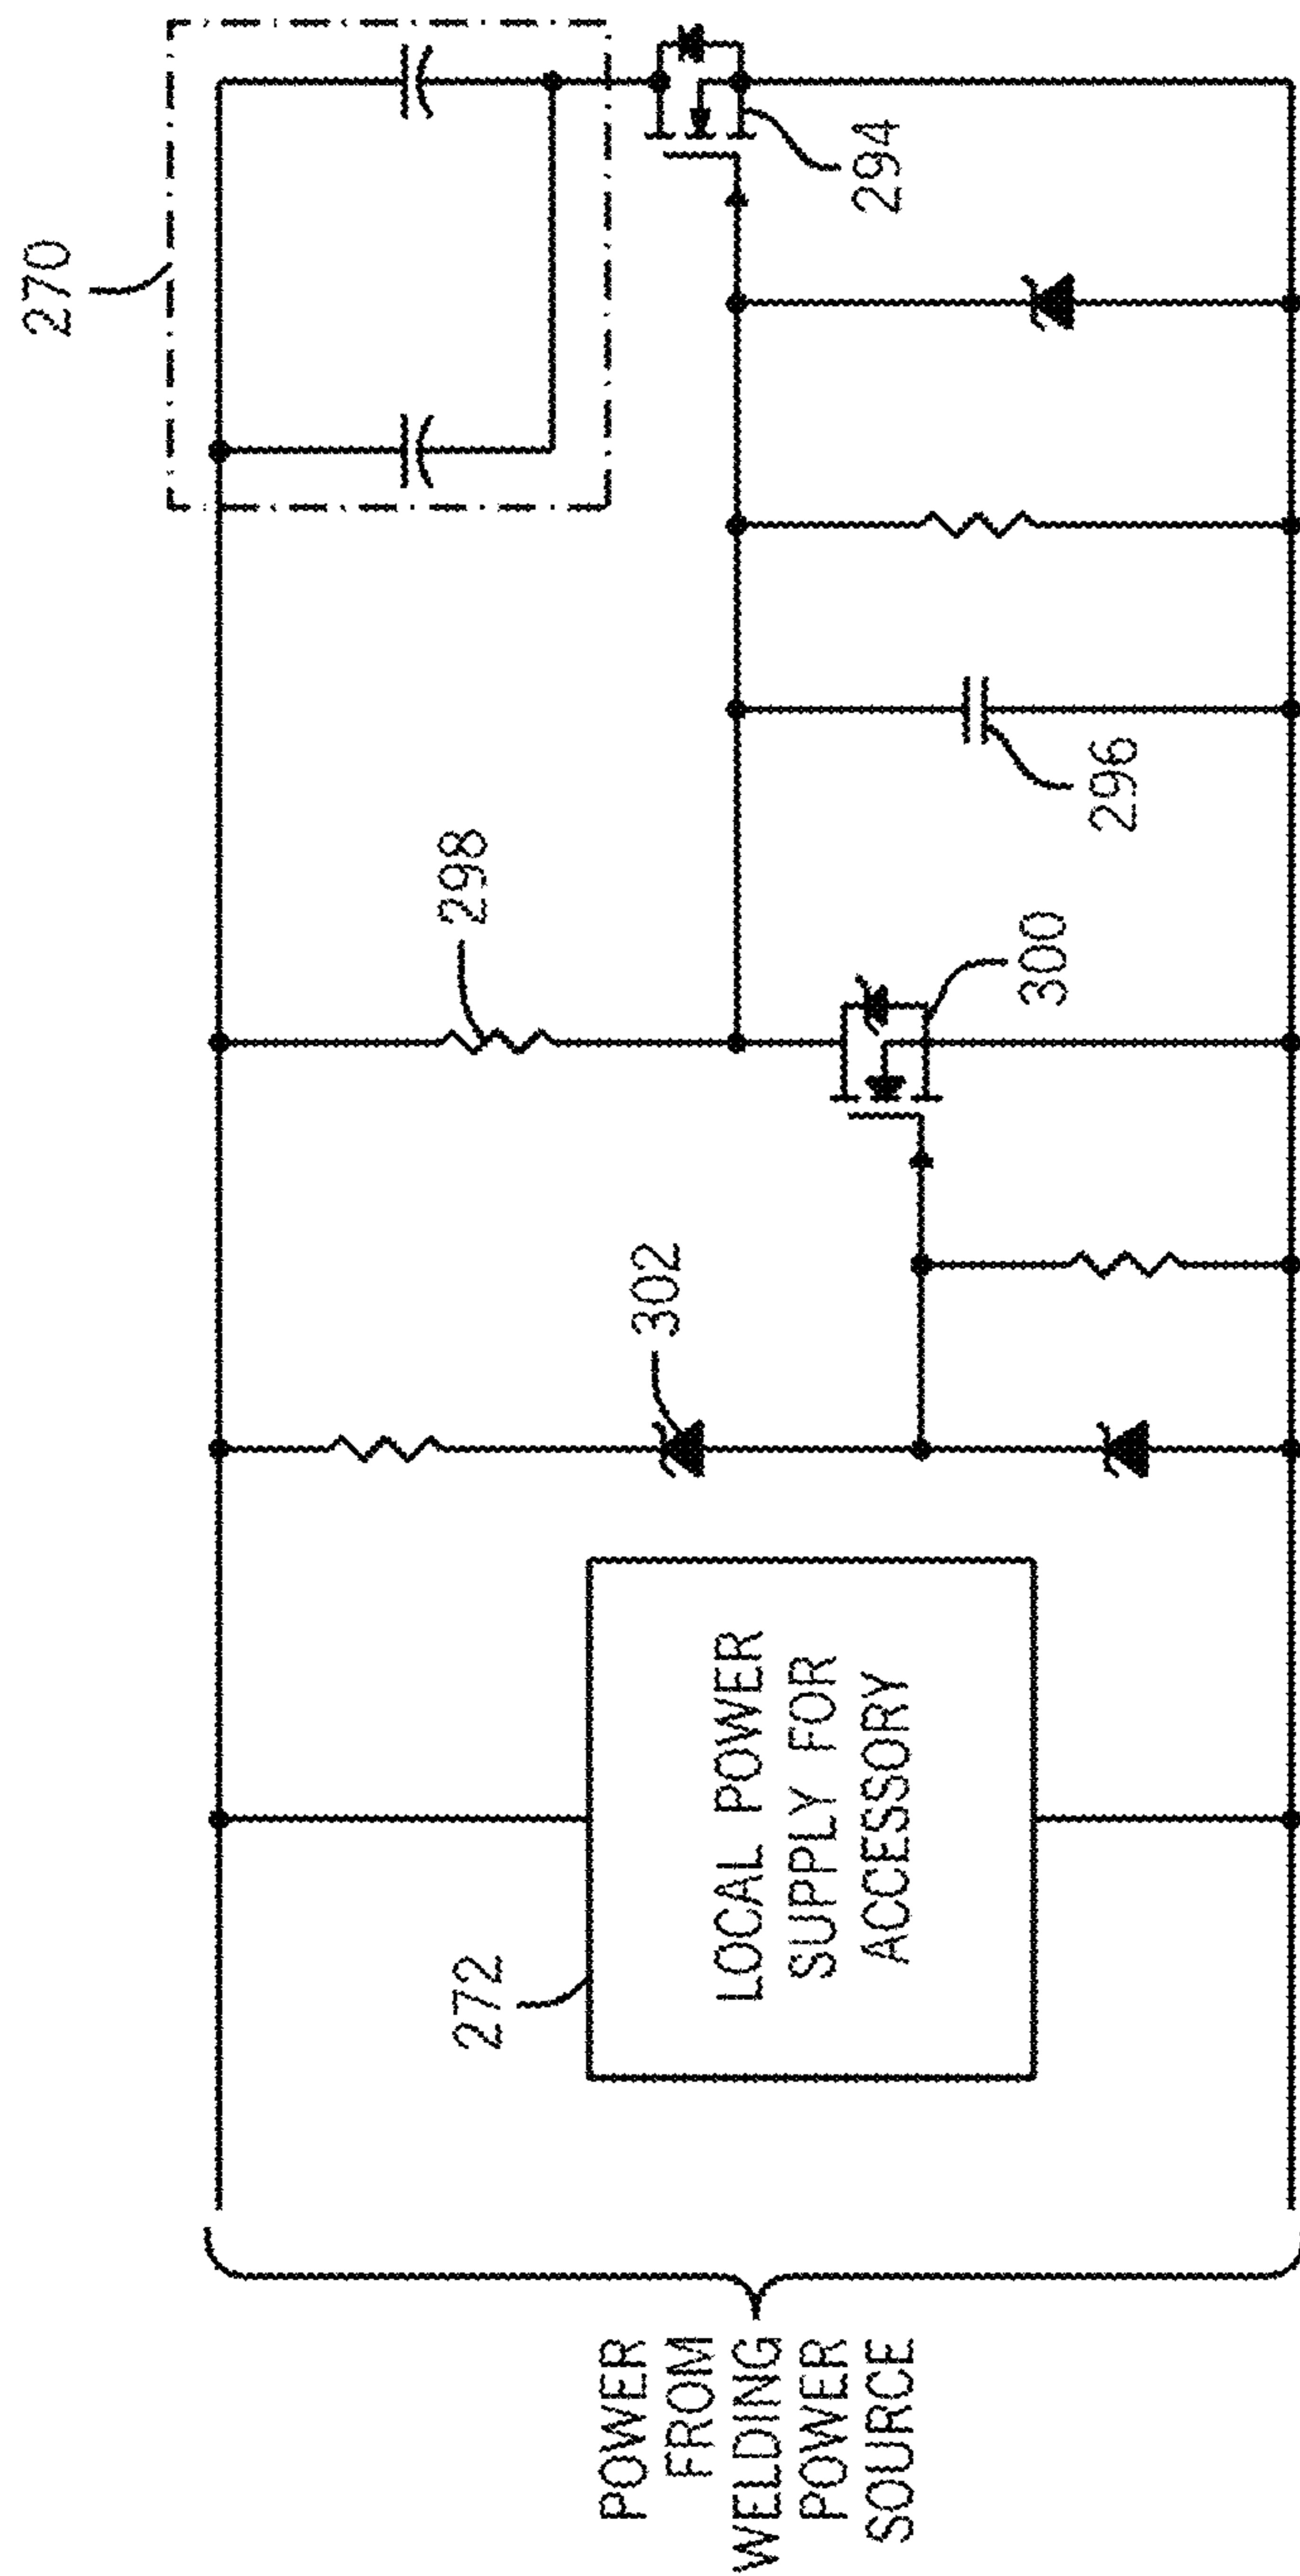 270
294
298
296
300
302
272
LOCAL POWER
SUPPLY FOR
ACCESSORY
POWER
FROM
WELDING
POWER
SOURCE